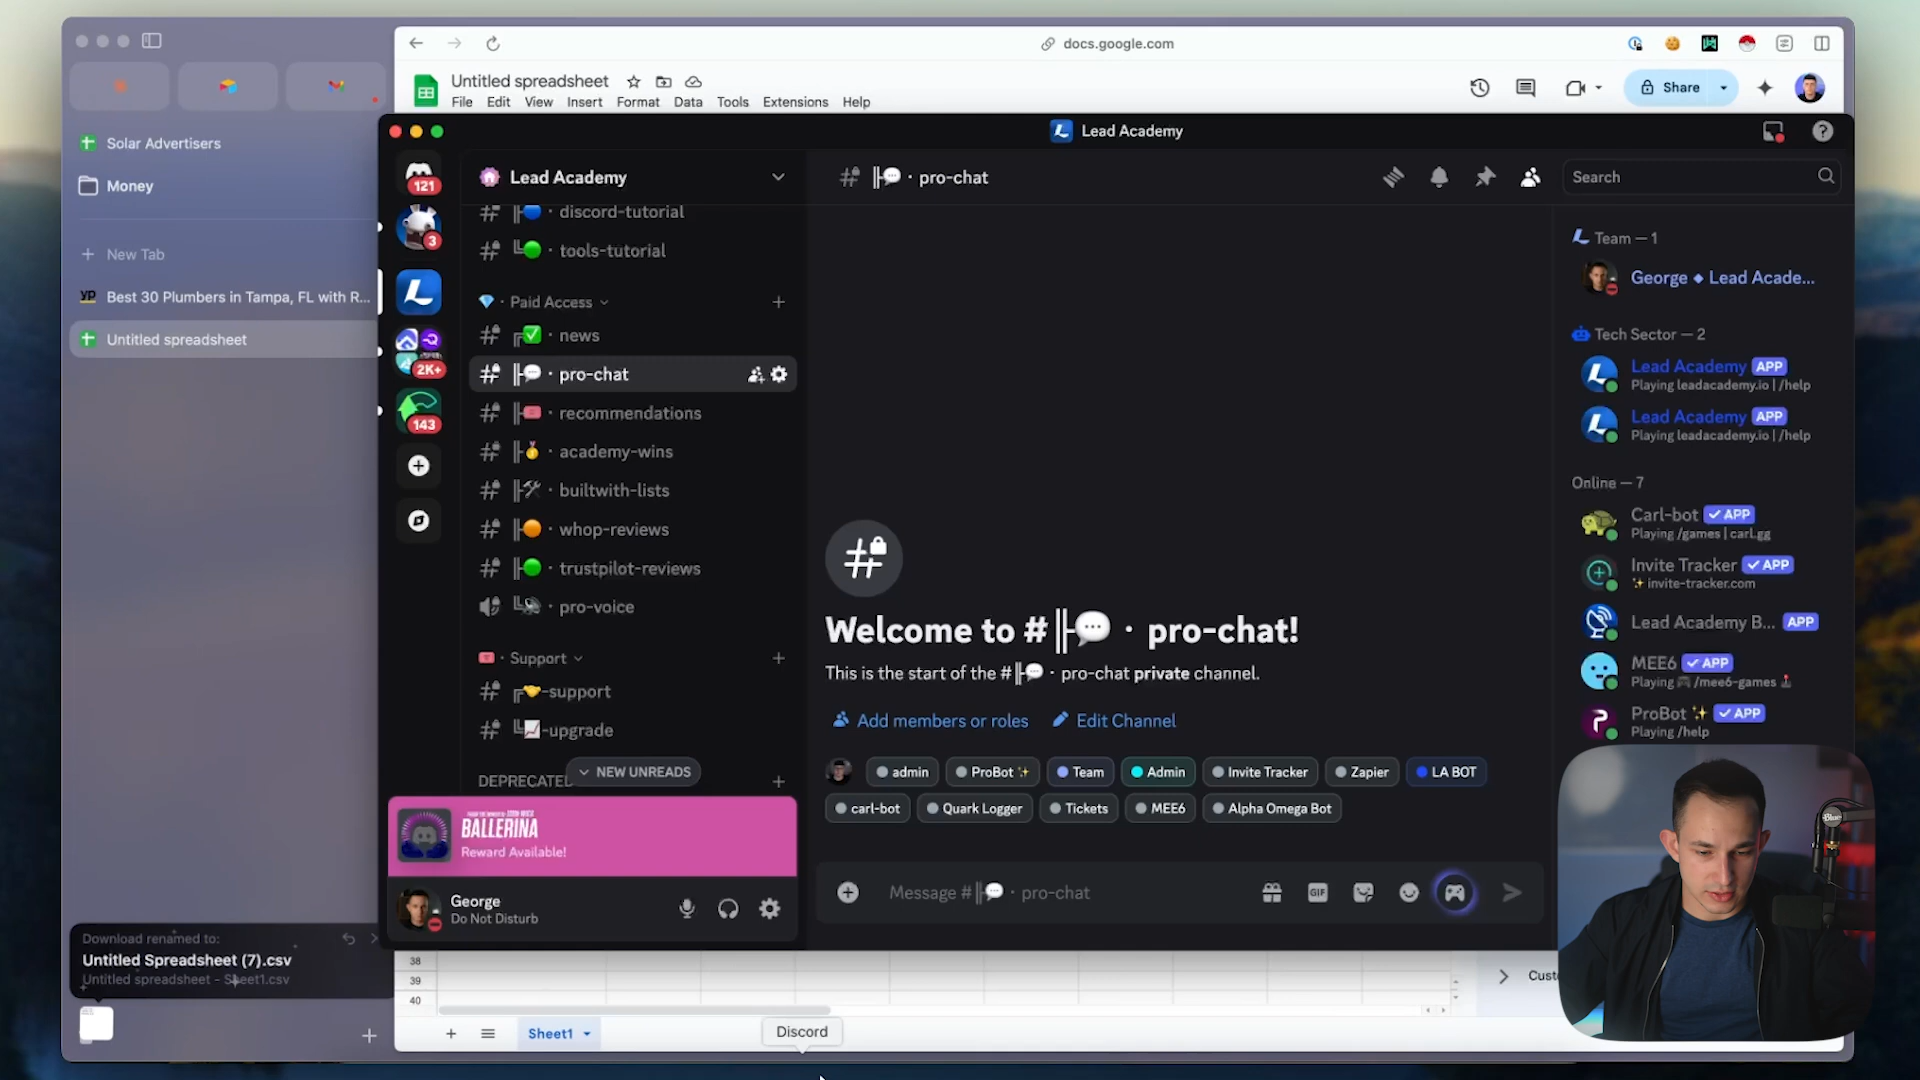 docs.google.com
Untitled spreadsheet
File Edit View Insert Format Data Tools Extensions Help
Share
Solar Advertisers
Money
New Tab
YP Best 30 Plumbers in Tampa, FL with R...
Untitled spreadsheet
Lead Academy
121
3
2K+
143
Lead Academy
discord-tutorial
tools-tutorial
Paid Access
news
pro-chat
recommendations
academy-wins
builtwith-lists
whop-reviews
trustpilot-reviews
pro-voice
Support
-support
-upgrade
DEPRECATED
NEW UNREADS
BALLERINA
Reward Available!
George
Do Not Disturb
# · pro-chat
Search
Welcome to # · pro-chat!
This is the start of the # · pro-chat private channel.
Add members or roles Edit Channel
admin ProBot ✨ Team Admin Invite Tracker Zapier LA BOT
carl-bot Quark Logger Tickets MEE6 Alpha Omega Bot
Message # · pro-chat
GIF
Team — 1
George ◆ Lead Acade...
Tech Sector — 2
Lead Academy APP
Playing leadacademy.io | /help
Lead Academy APP
Playing leadacademy.io | /help
Online — 7
Carl-bot ✓ APP
Playing /games | carl.gg
Invite Tracker ✓ APP
✨ invite-tracker.com
Lead Academy B... APP
MEE6 ✓ APP
Playing 🎮 /mee6-games 🕹
ProBot ✨ ✓ APP
Playing /help
Download renamed to:
Untitled Spreadsheet (7).csv
Untitled spreadsheet - Sheet1.csv
38
39
40
Sheet1
Discord